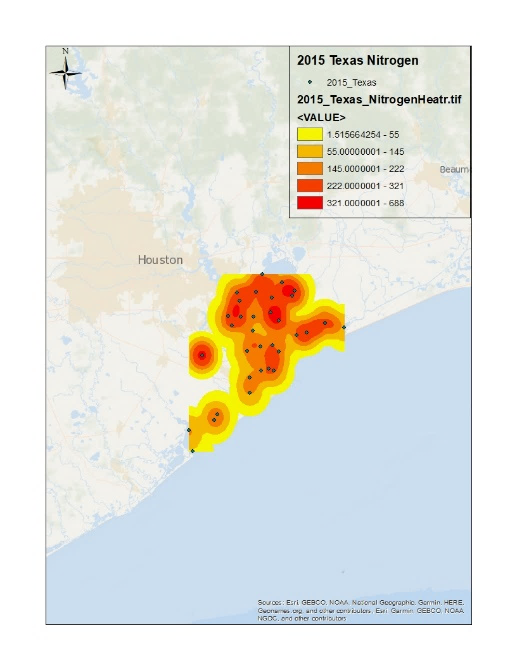 N
2015 Texas Nitrogen
2015_Texas
2015_Texas_NitrogenHeatr.tif
<VALUE>
1.515664254 - 55
55.00000001 - 145
145.0000001 - 222
222.0000001 - 321
321.0000001 - 688
Beaum
Houston
Sources: Esri, GEBCO, NOAA, National Geographic, Garmin, HERE,
Geonames.org, and other contributors, Esri, Garmin, GEBCO, NOAA
NGDC, and other contributors